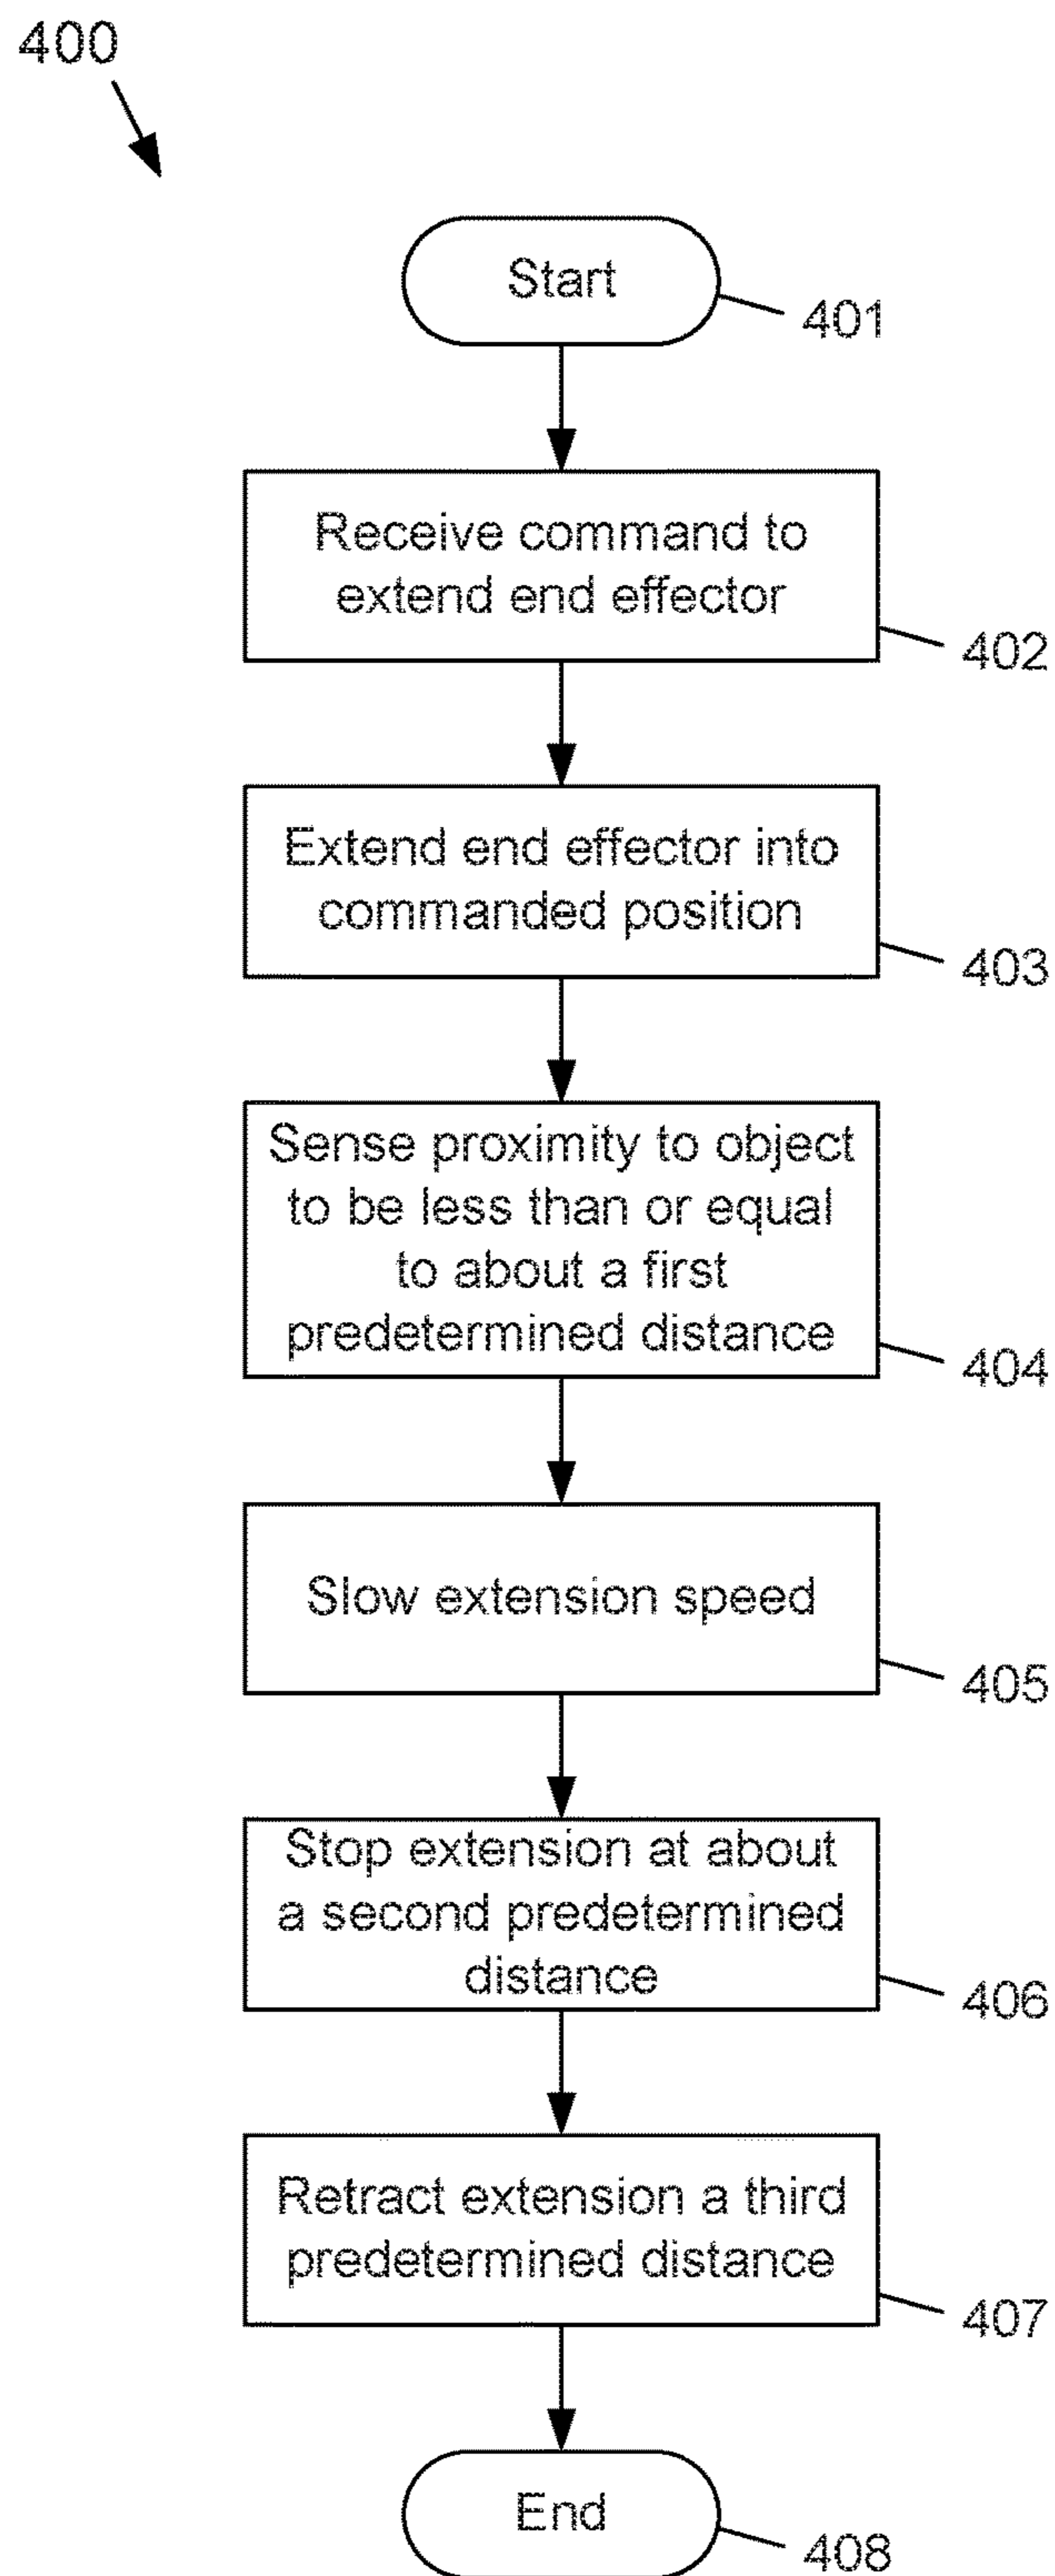 400
Start
401
Receive command to
extend end effector
402
Extend end effector into
commanded position
403
Sense proximity to object
to be less than or equal
to about a first
predetermined distance
404
Slow extension speed
405
Stop extension at about
a second predetermined
distance
406
Retract extension a third
predetermined distance
407
End
408